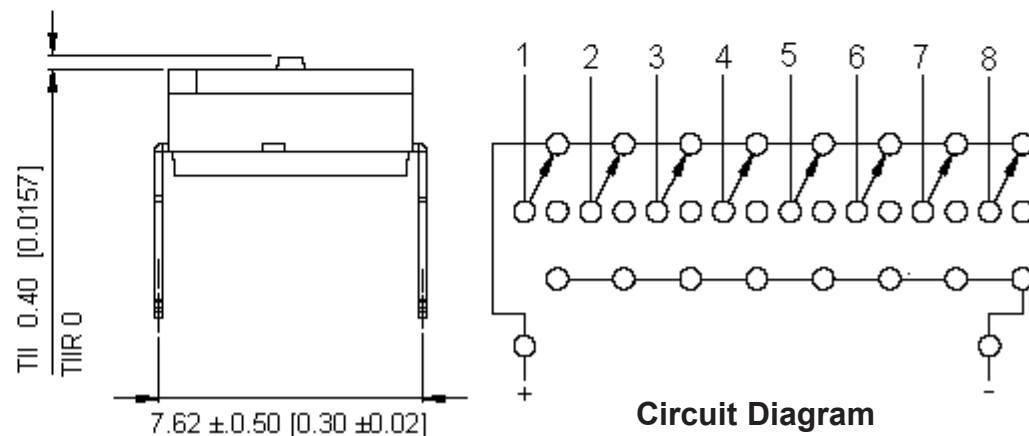 1 2 3 4 5 6 7 8
TII 0.40 [0.0157]
TIIR 0
+ -
7.62 ±.0.50 [0.30 ±0.02]
Circuit Diagram